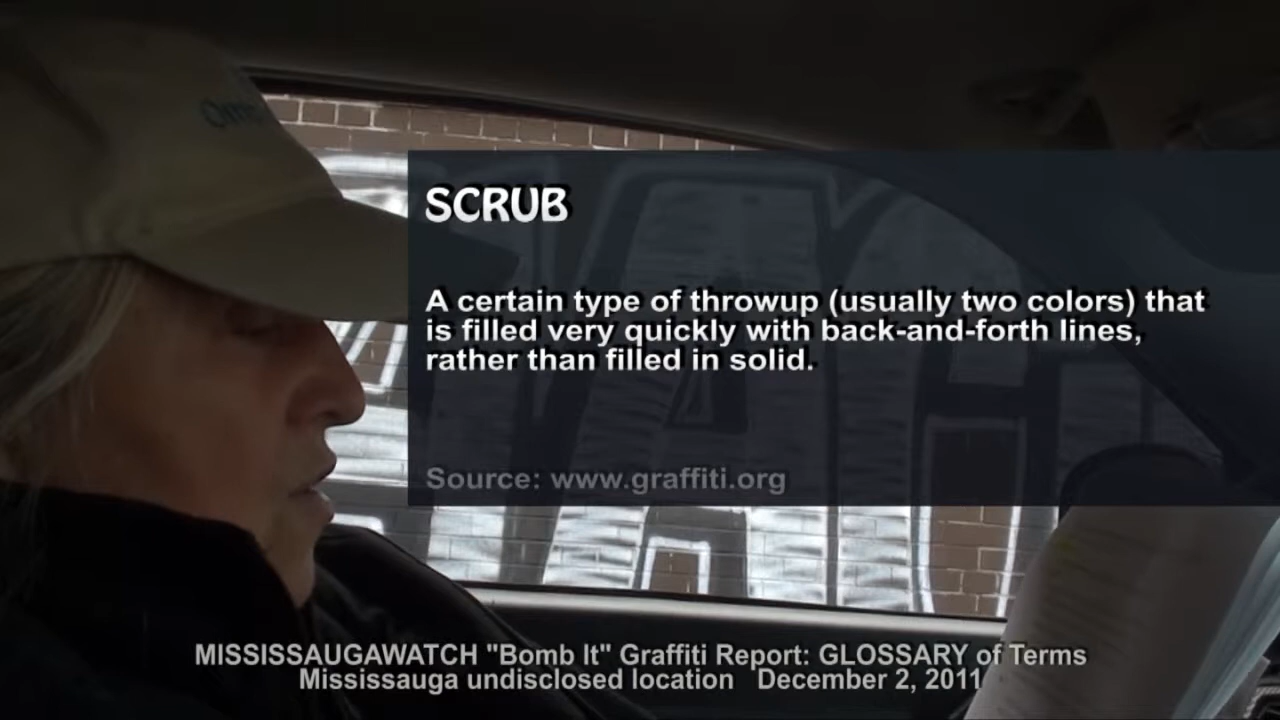 SCRUB
A certain type of throwup (usually two colors) that
is filled very quickly with back-and-forth lines,
rather than filled in solid.
Source: www.graffiti.org
MISSISSAUGAWATCH "Bomb It" Graffiti Report: GLOSSARY of Terms
Mississauga undisclosed location December 2, 2011